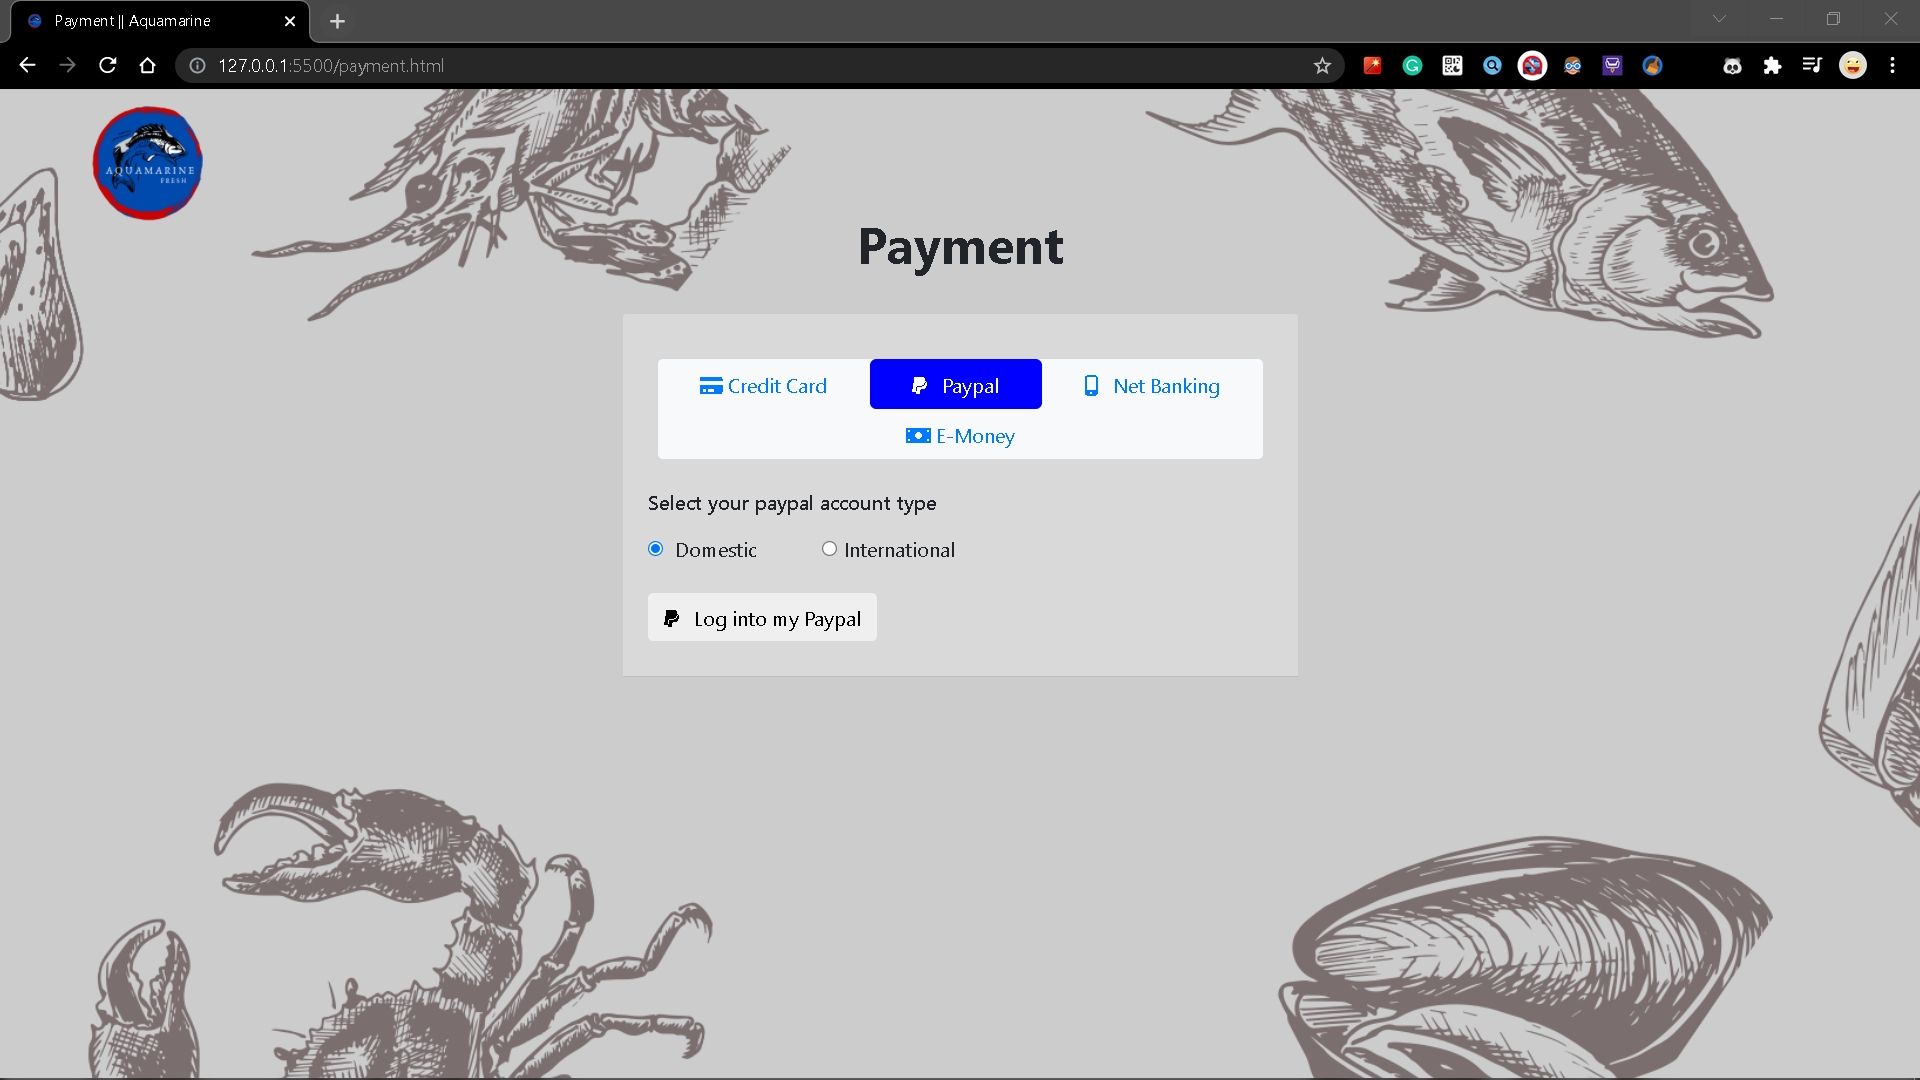 Payment || Aquamarine
127.0.0.1:5500/payment.html
AQUAMARINE
FRESH
Payment
Credit Card
Paypal
Net Banking
E-Money
Select your paypal account type
Domestic
International
Log into my Paypal